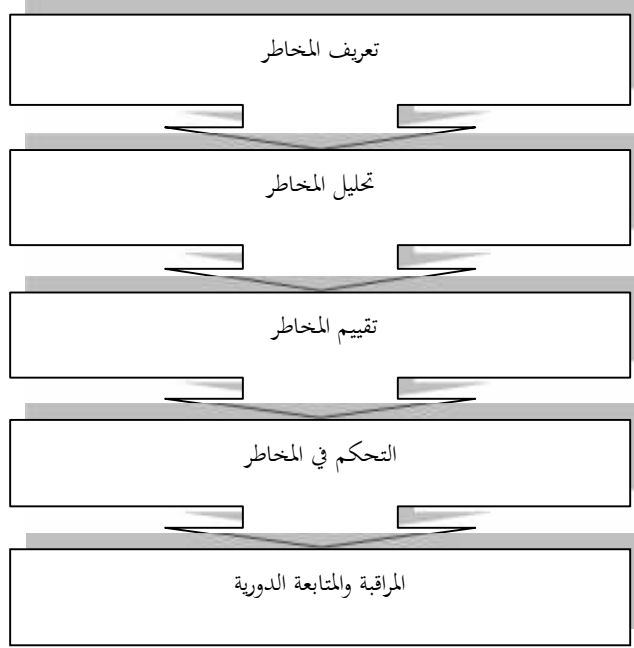 تعريف المخاطر
تحليل المخاطر
تقييم المخاطر
التحكم في المخاطر
المراقبة والمتابعة الدورية